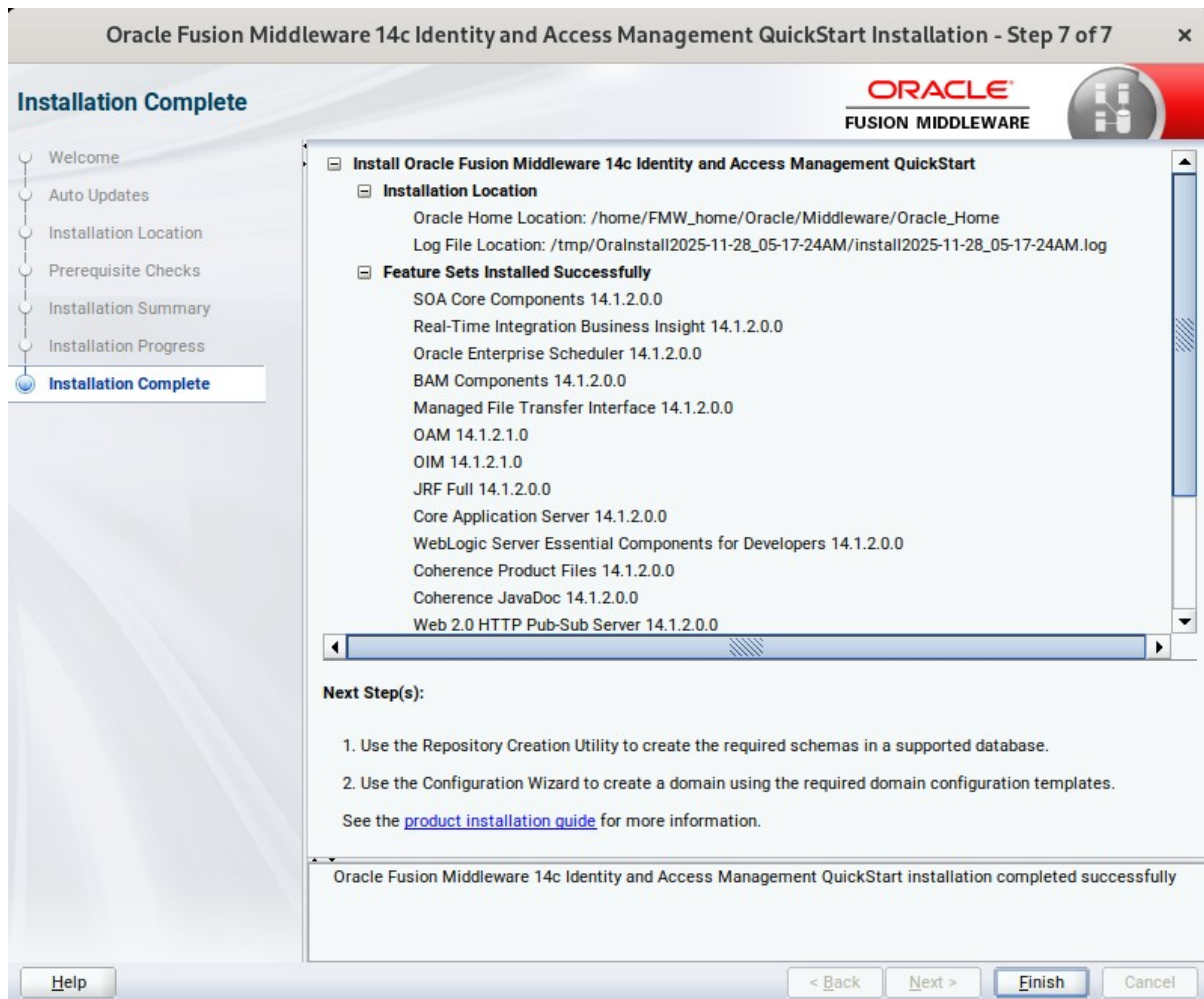 Oracle Fusion Middleware 14c Identity and Access Management QuickStart Installation - Step 7 of 7
Installation Complete
ORACLE
FUSION MIDDLEWARE
Welcome
Auto Updates
Installation Location
Prerequisite Checks
Installation Summary
Installation Progress
Installation Complete
Install Oracle Fusion Middleware 14c Identity and Access Management QuickStart
Installation Location
Oracle Home Location: /home/FMW_home/Oracle/Middleware/Oracle_Home
Log File Location: /tmp/OraInstall2025-11-28_05-17-24AM/install2025-11-28_05-17-24AM.log
Feature Sets Installed Successfully
SOA Core Components 14.1.2.0.0
Real-Time Integration Business Insight 14.1.2.0.0
Oracle Enterprise Scheduler 14.1.2.0.0
BAM Components 14.1.2.0.0
Managed File Transfer Interface 14.1.2.0.0
OAM 14.1.2.1.0
OIM 14.1.2.1.0
JRF Full 14.1.2.0.0
Core Application Server 14.1.2.0.0
WebLogic Server Essential Components for Developers 14.1.2.0.0
Coherence Product Files 14.1.2.0.0
Coherence JavaDoc 14.1.2.0.0
Web 2.0 HTTP Pub-Sub Server 14.1.2.0.0
Next Step(s):
1. Use the Repository Creation Utility to create the required schemas in a supported database.
2. Use the Configuration Wizard to create a domain using the required domain configuration templates.
See the product installation guide for more information.
Oracle Fusion Middleware 14c Identity and Access Management QuickStart installation completed successfully
Help
< Back
Next >
Finish
Cancel